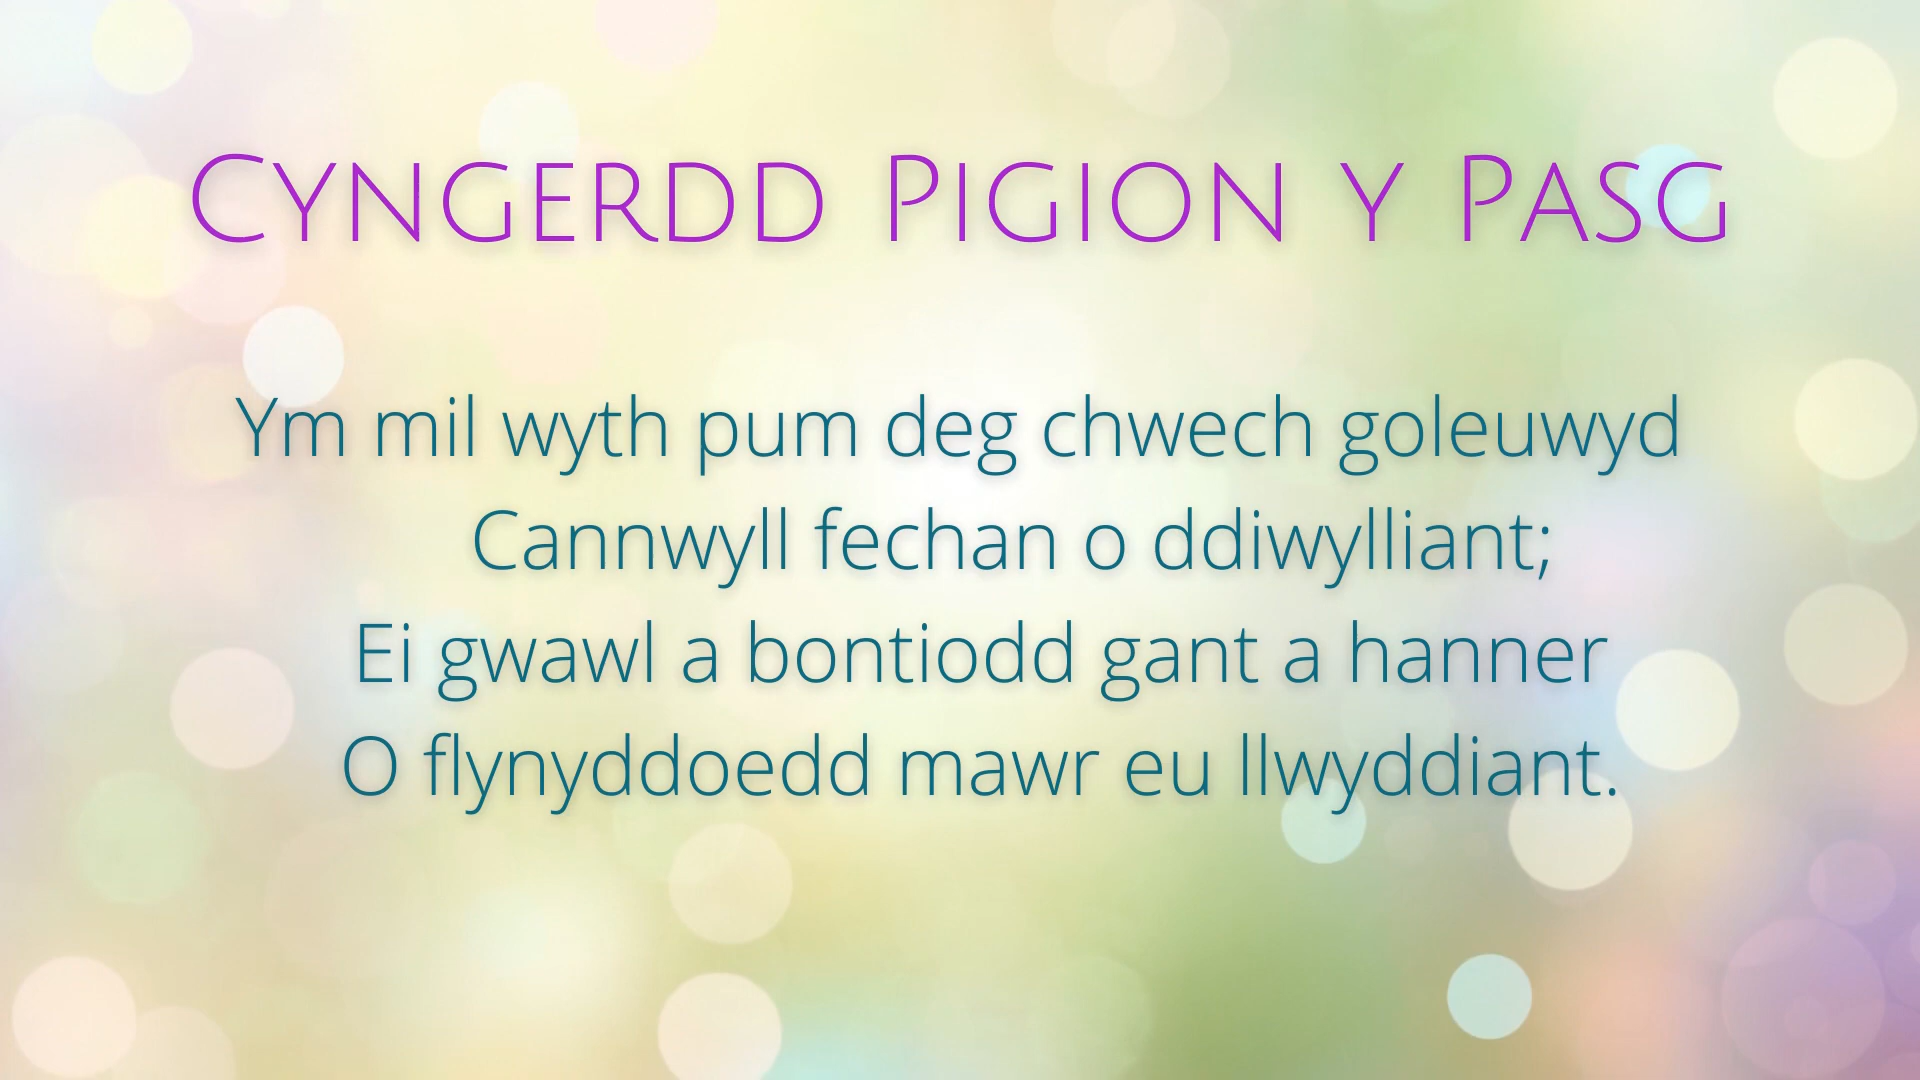 Cyngerdd Pigion y Pasg
Ym mil wyth pum deg chwech goleuwyd
Cannwyll fechan o ddiwylliant;
Ei gwawl a bontiodd gant a hanner
O flynyddoedd mawr eu llwyddiant.